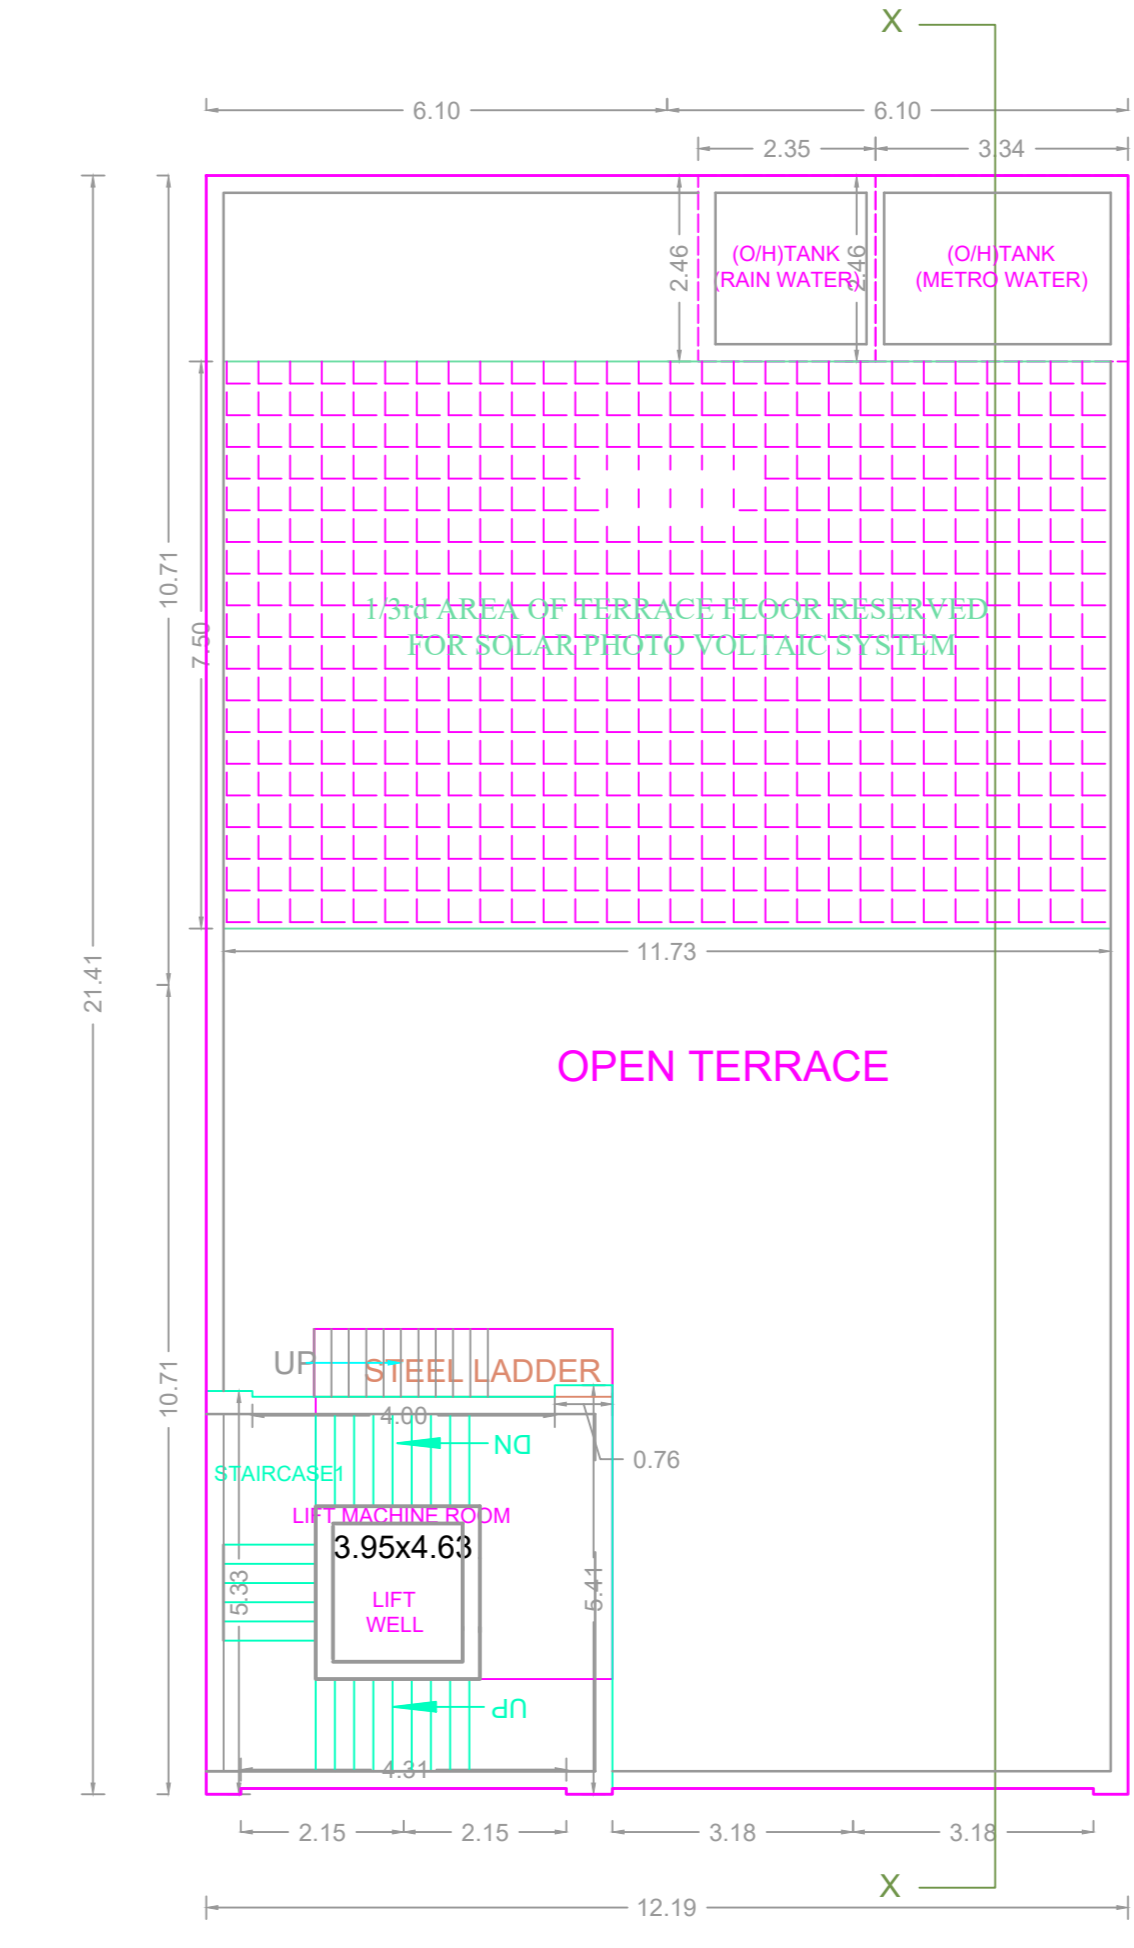 X
6.10
6.10
2.35
3.34
(O/H)TANK
(RAIN WATER)
(O/H)TANK
(METRO WATER)
2.46
2.46
10.71
7.50
1/3rd AREA OF TERRACE FLOOR RESERVED
FOR SOLAR PHOTO VOLTAIC SYSTEM
11.73
21.41
OPEN TERRACE
10.71
UP
STEEL LADDER
4.00
DN
0.76
STAIRCASE1
LIFT MACHINE ROOM
3.95x4.63
LIFT
WELL
5.33
5.41
UP
4.31
2.15
2.15
3.18
3.18
X
12.19